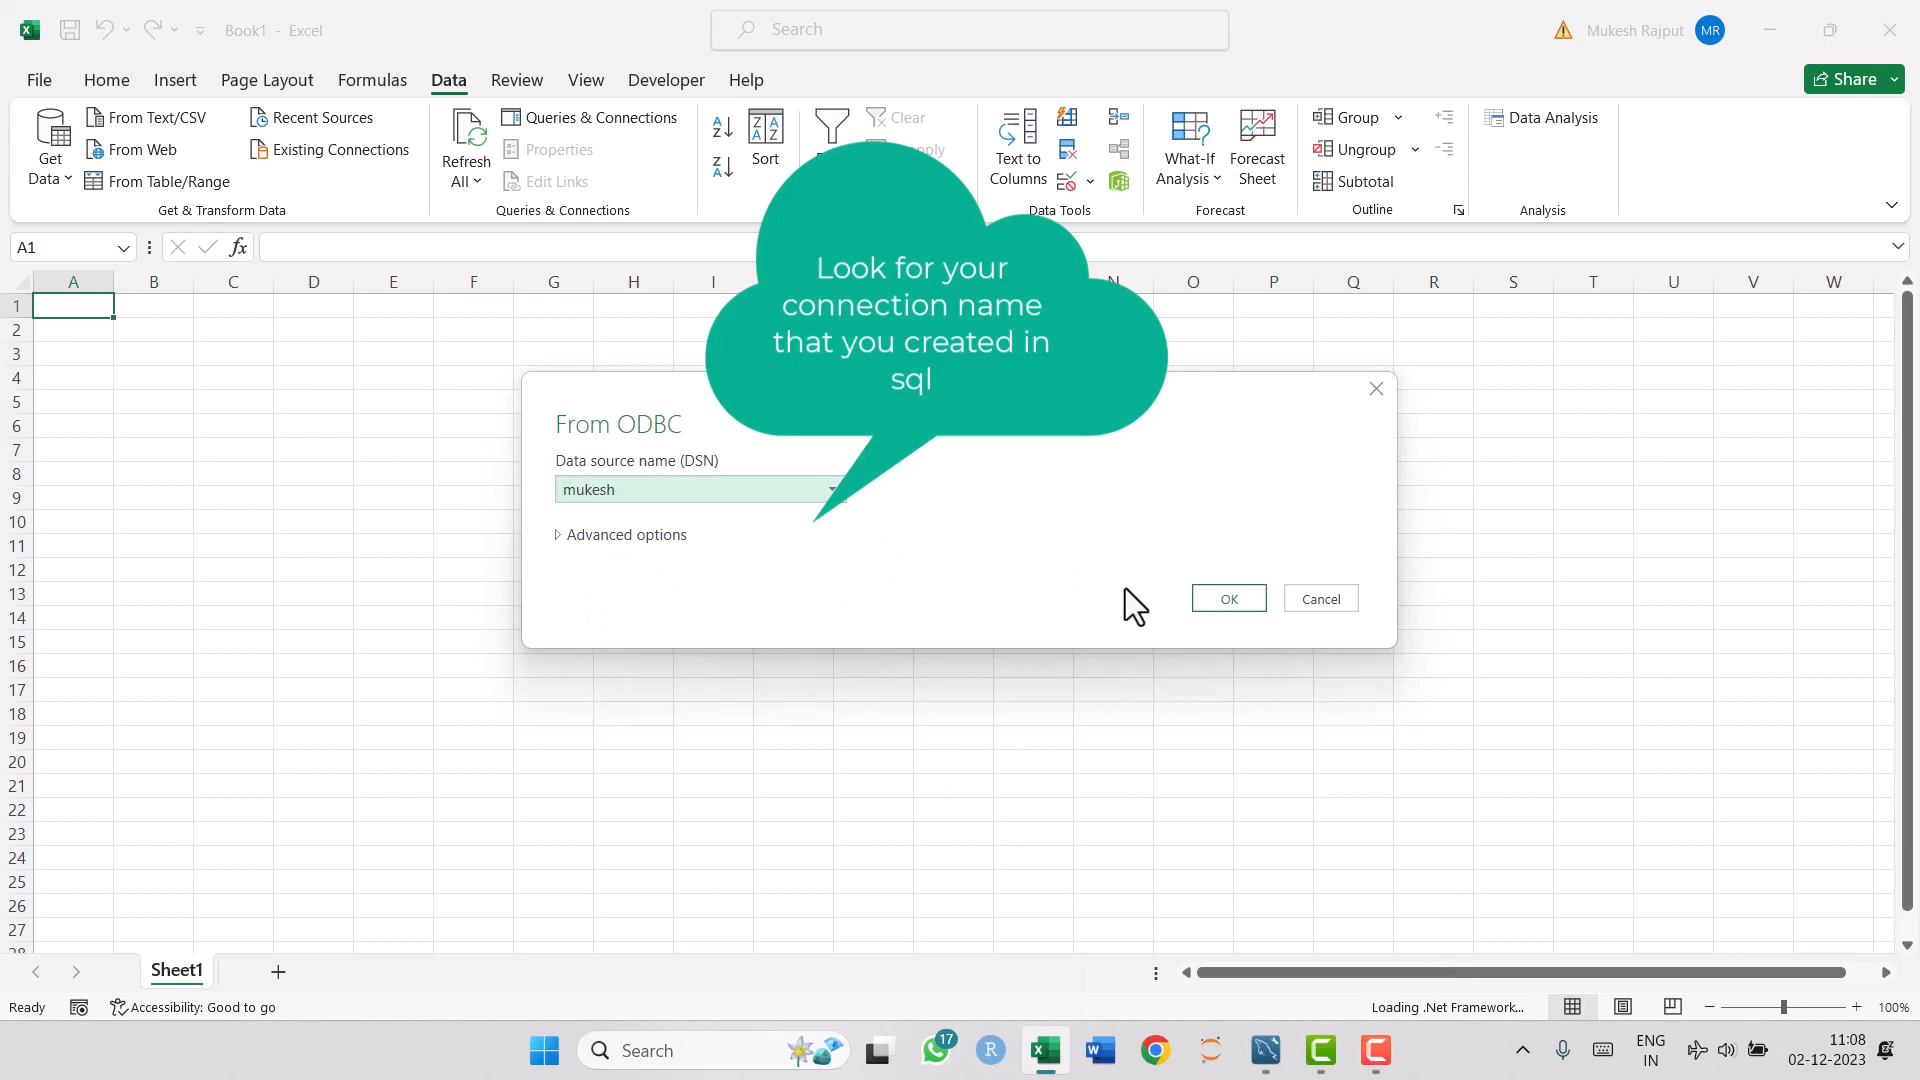 Book1 - Excel
Search
Mukesh Rajput MR
File Home Insert Page Layout Formulas Data Review View Developer Help
Share
Get Data
From Text/CSV
From Web
From Table/Range
Recent Sources
Existing Connections
Get & Transform Data
Refresh All
Queries & Connections
Properties
Edit Links
Queries & Connections
Sort
Clear
Text to Columns
Data Tools
What-If Analysis
Forecast Sheet
Forecast
Group
Ungroup
Subtotal
Outline
Data Analysis
Analysis
A1
fx
A B C D E F G H I N O P Q R S T U V W
1
2
3
4
5
6
7
8
9
10
11
12
13
14
15
16
17
18
19
20
21
22
23
24
25
26
27
28
Look for your
connection name
that you created in
sql
From ODBC
Data source name (DSN)
mukesh
Advanced options
OK Cancel
Sheet1
Ready
Accessibility: Good to go
Loading .Net Framework...
100%
Search
17
ENG
IN
11:08
02-12-2023